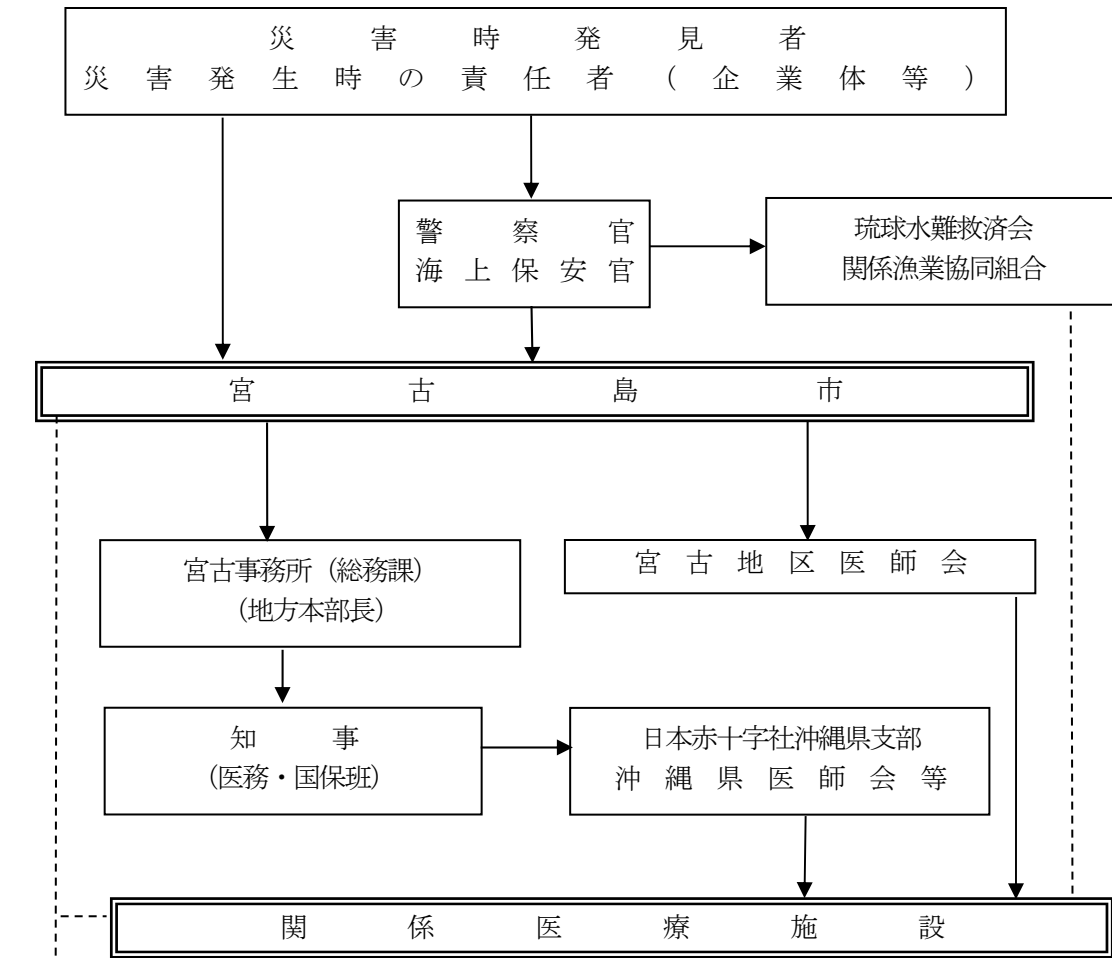 災害時発見者
災害発生時の責任者（企業体等）
警察官
海上保安官
琉球水難救済会
関係漁業協同組合
宮古島市
宮古事務所（総務課）
（地方本部長）
宮古地区医師会
知事
（医務・国保班）
日本赤十字社沖縄県支部
沖縄県医師会等
関係医療施設